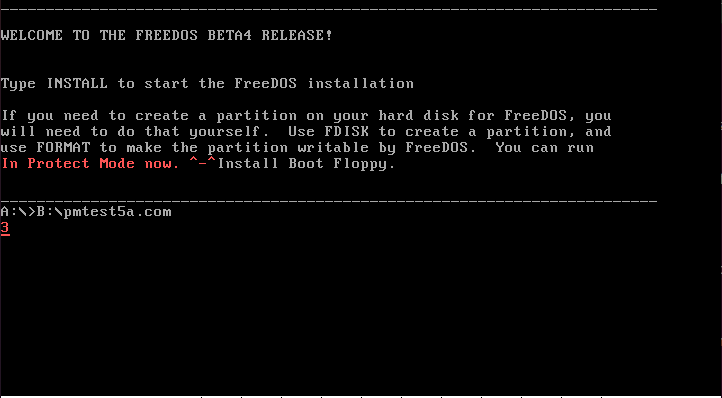 WELCOME TO THE FREEDOS BETA4 RELEASE!
Type INSTALL to start the FreeDOS installation
If you need to create a partition on your hard disk for FreeDOS, you
will need to do that yourself.  Use FDISK to create a partition, and
use FORMAT to make the partition writable by FreeDOS.  You can run
In Protect Mode now. ^-^Install Boot Floppy.
A:\>B:\pmtest5a.com
3